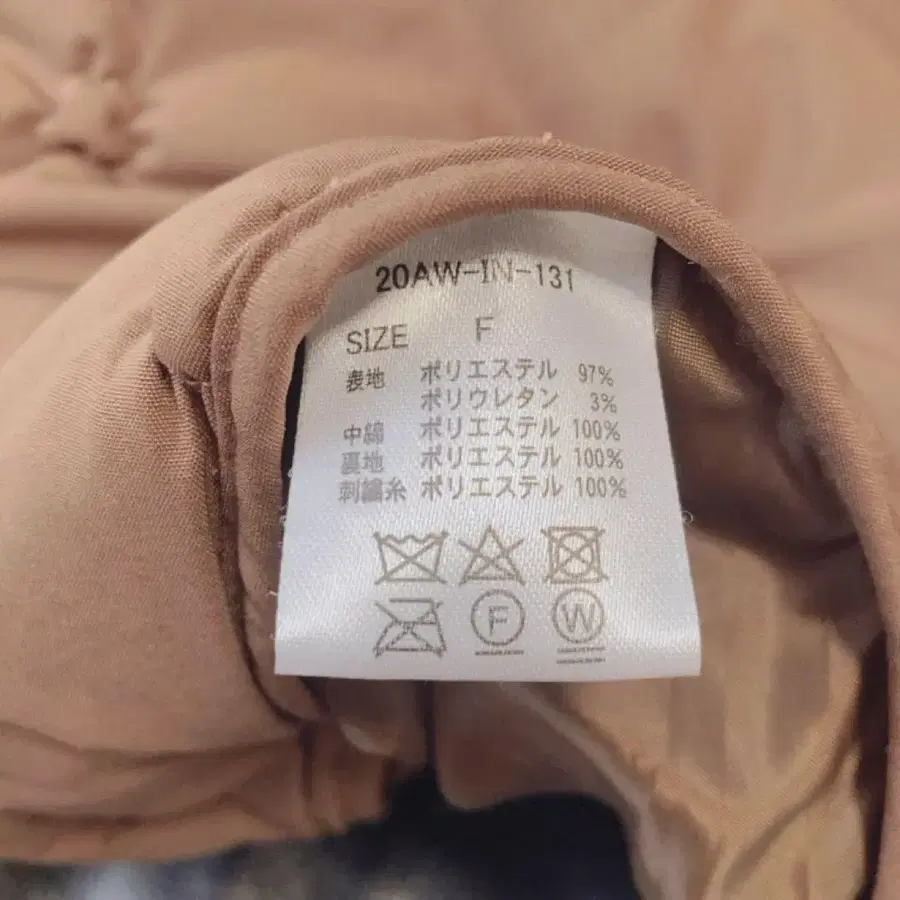 20AW-IN-131
SIZE F
表地 ポリエステル 97%
ポリウレタン 3%
中綿 ポリエステル 100%
裏地 ポリエステル 100%
刺繍糸 ポリエステル 100%
F
W